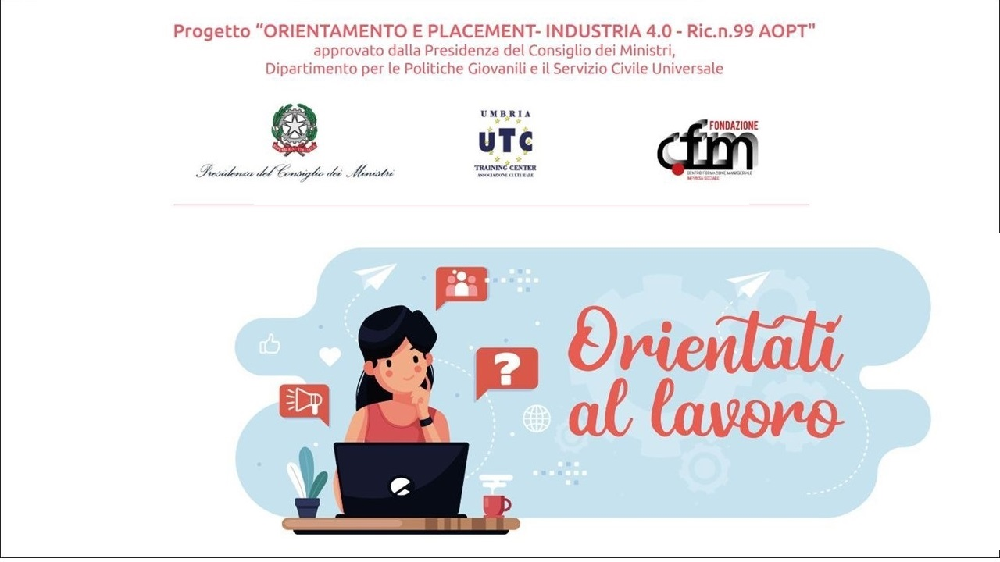 Progetto “ORIENTAMENTO E PLACEMENT- INDUSTRIA 4.0 - Ric.n.99 AOPT"
approvato dalla Presidenza del Consiglio dei Ministri,
Dipartimento per le Politiche Giovanili e il Servizio Civile Universale
Presidenza del Consiglio dei Ministri
UMBRIA
UTC
TRAINING CENTER
ASSOCIAZIONE CULTURALE
FONDAZIONE
cfm
CENTRO FORMAZIONE MANAGERIALE
IMPRESA SOCIALE
?
Orientati
al lavoro